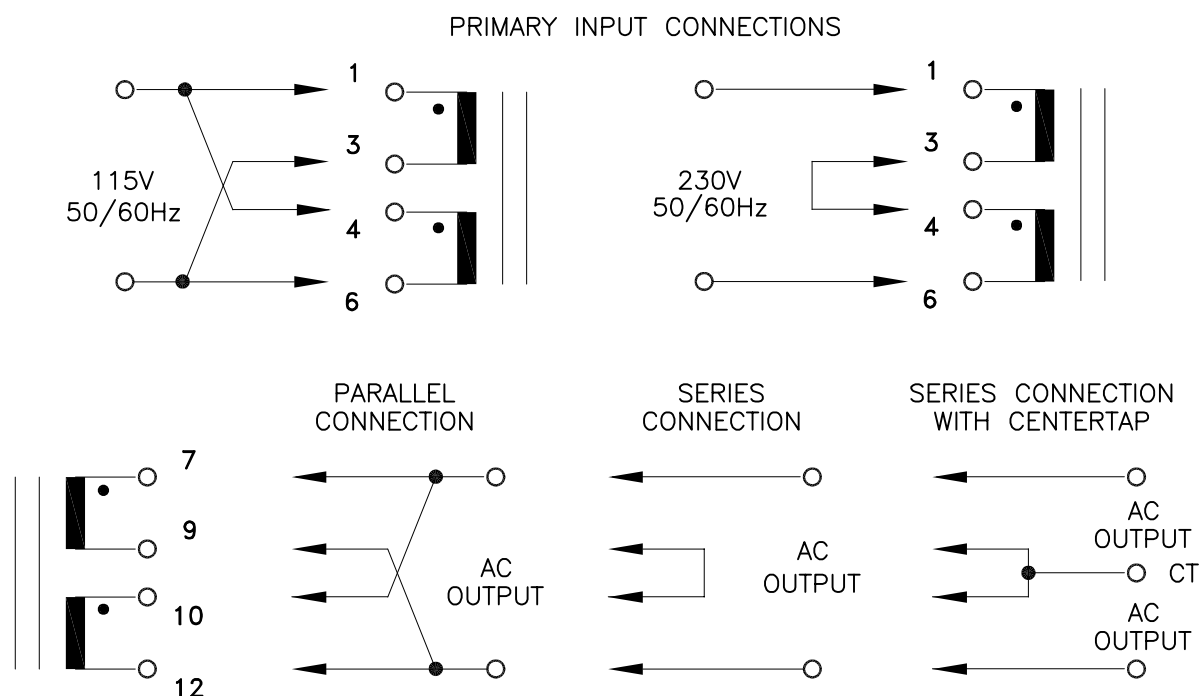 PRIMARY INPUT CONNECTIONS
1
3
115V
50/60Hz
4
6
1
3
230V
50/60Hz
4
6
PARALLEL
CONNECTION
SERIES
CONNECTION
SERIES CONNECTION
WITH CENTERTAP
7
9
10
12
AC
OUTPUT
AC
OUTPUT
AC
OUTPUT
CT
AC
OUTPUT